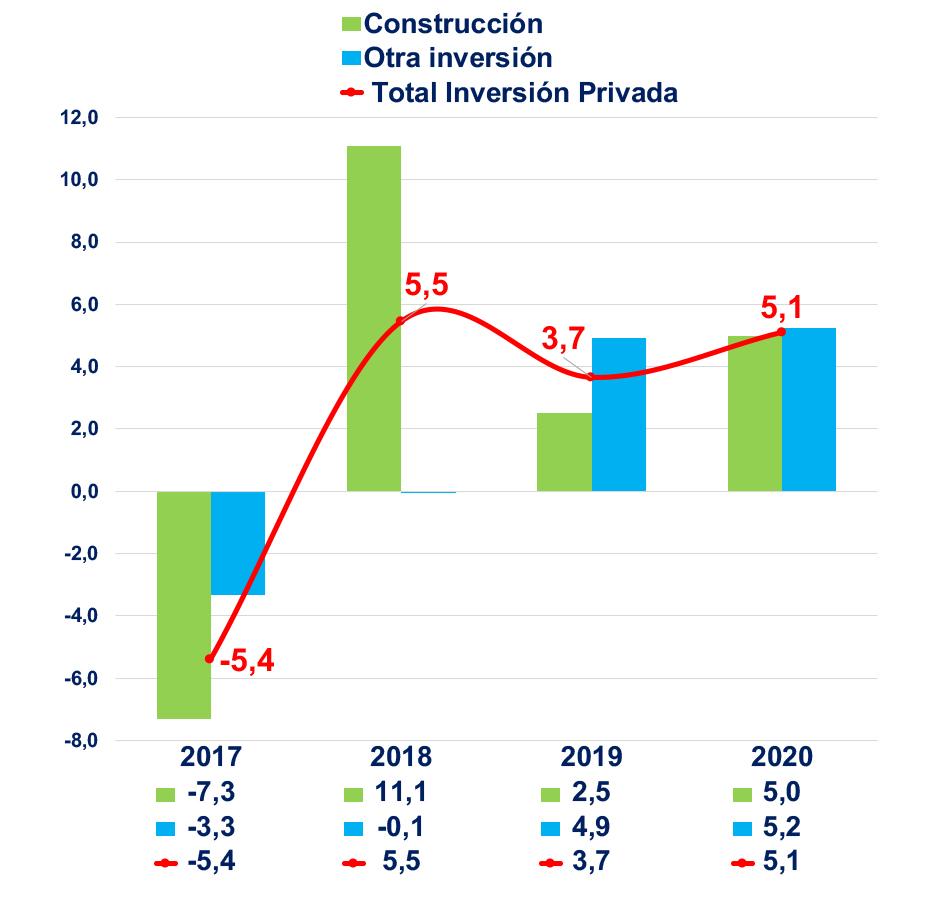 Construcción
Otra inversión
Total Inversión Privada
12,0
10,0
8,0
6,0
4,0
2,0
0,0
-2,0
-4,0
-6,0
-8,0
5,5
3,7
5,1
-5,4
2017 2018 2019 2020
-7,3 11,1 2,5 5,0
-3,3 -0,1 4,9 5,2
-5,4 5,5 3,7 5,1